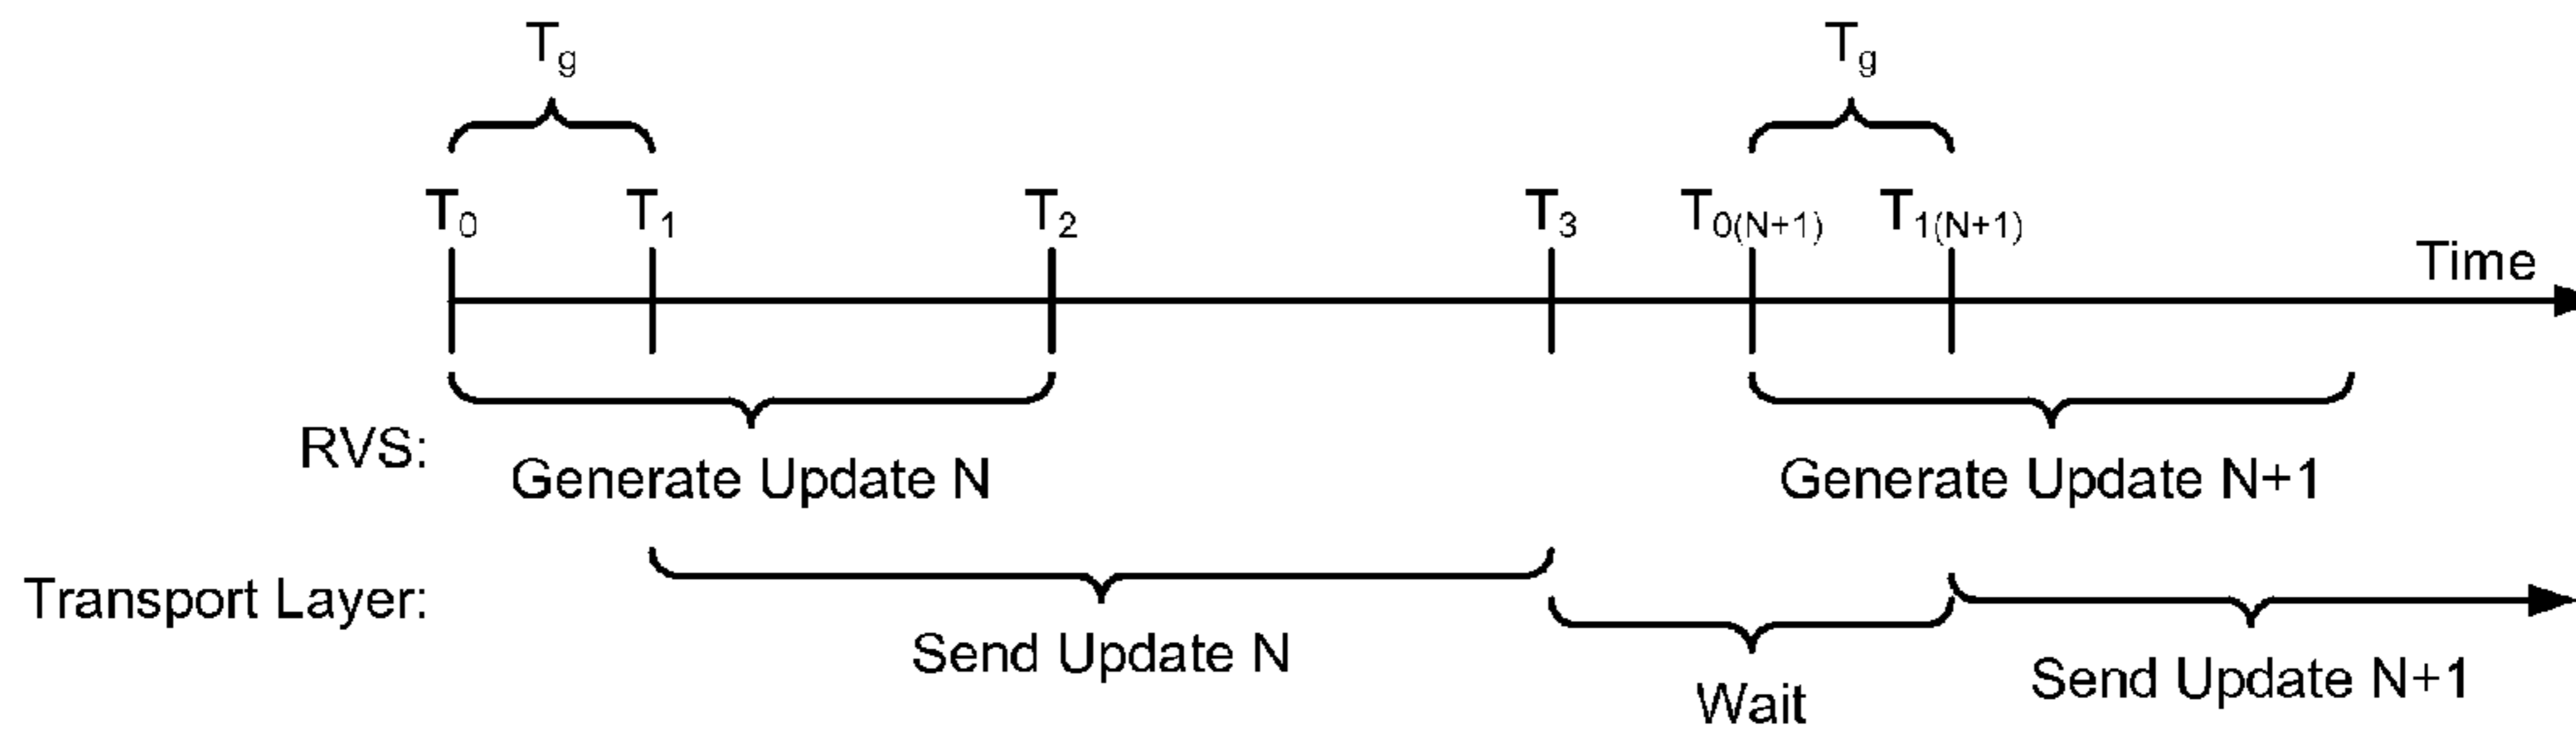 T₀ T₁ T₂ T₃ T₀₍N₊₁₎ T₁₍N₊₁₎
Tg Tg
Time
RVS:
Generate Update N Generate Update N+1
Transport Layer:
Send Update N
Send Update N+1
Wait